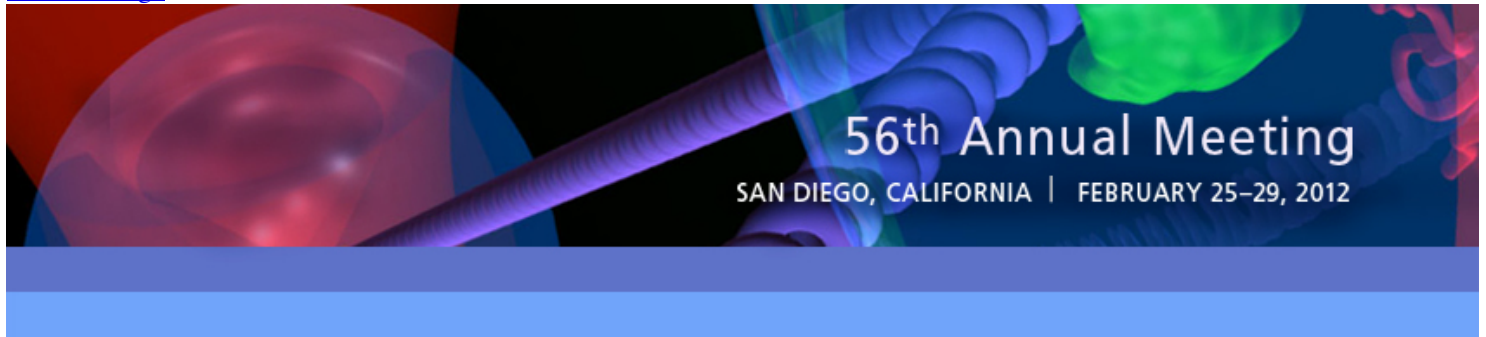 56th Annual Meeting
SAN DIEGO, CALIFORNIA | FEBRUARY 25–29, 2012